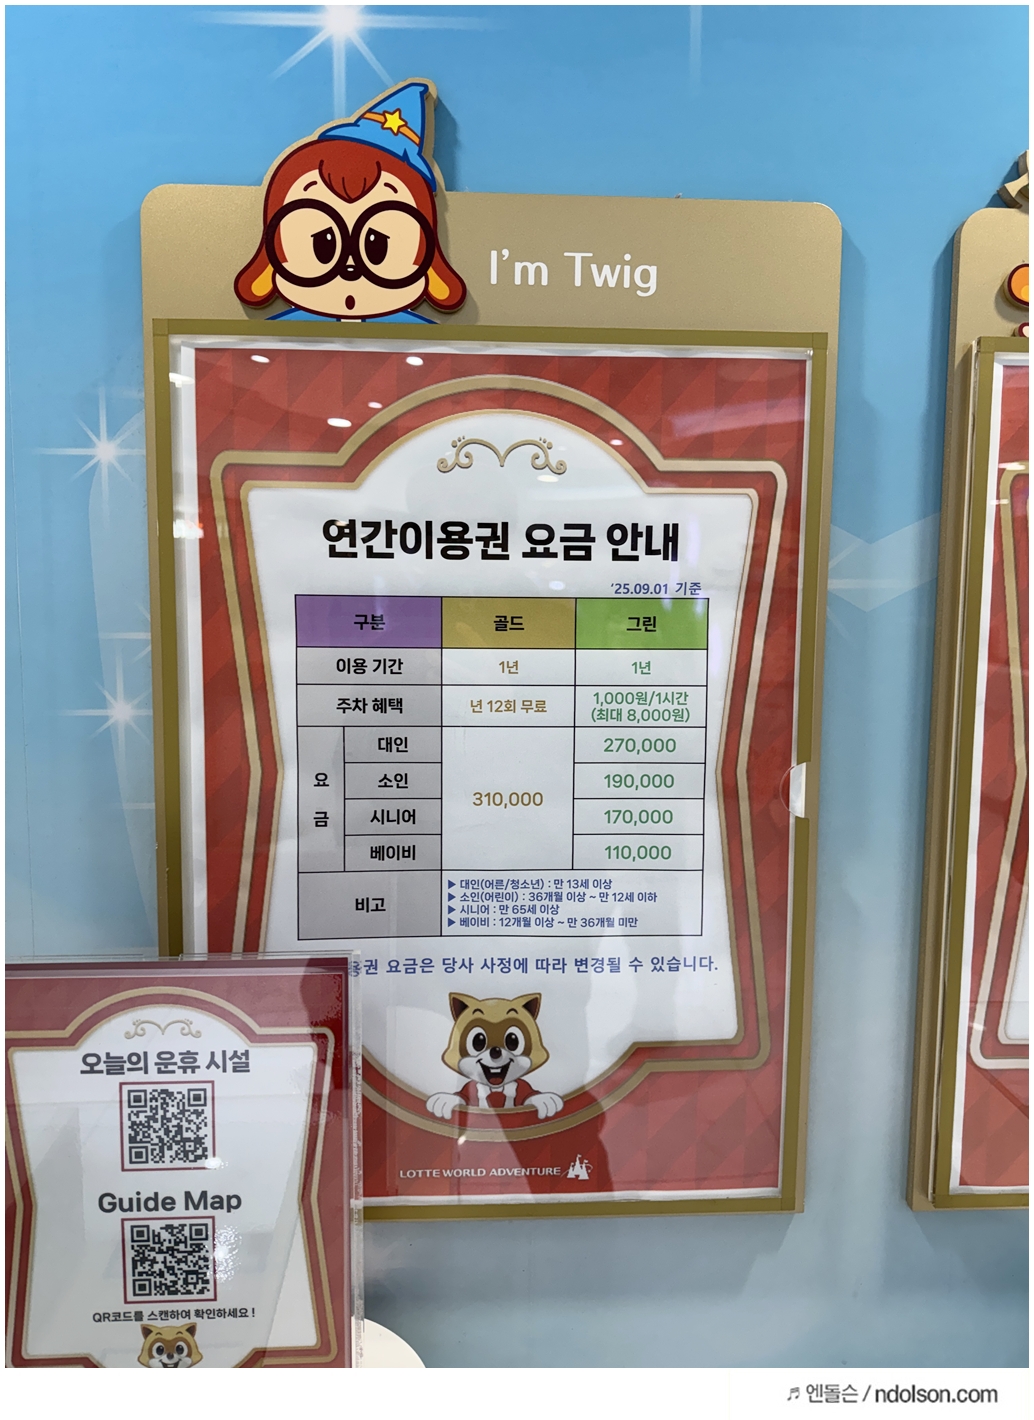 I'm Twig
연간이용권 요금 안내
'25.09.01 기준
구분 골드 그린
이용 기간 1년 1년
주차 혜택 년 12회 무료 1,000원/1시간
(최대 8,000원)
요금 대인 310,000 270,000
소인 190,000
시니어 170,000
베이비 110,000
비고
▶ 대인(어른/청소년) : 만 13세 이상
▶ 소인(어린이) : 36개월 이상 ~ 만 12세 이하
▶ 시니어 : 만 65세 이상
▶ 베이비 : 12개월 이상 ~ 만 36개월 미만
용권 요금은 당사 사정에 따라 변경될 수 있습니다.
LOTTE WORLD ADVENTURE
오늘의 운휴 시설
Guide Map
QR코드를 스캔하여 확인하세요 !
♬ 엔돌슨 / ndolson.com